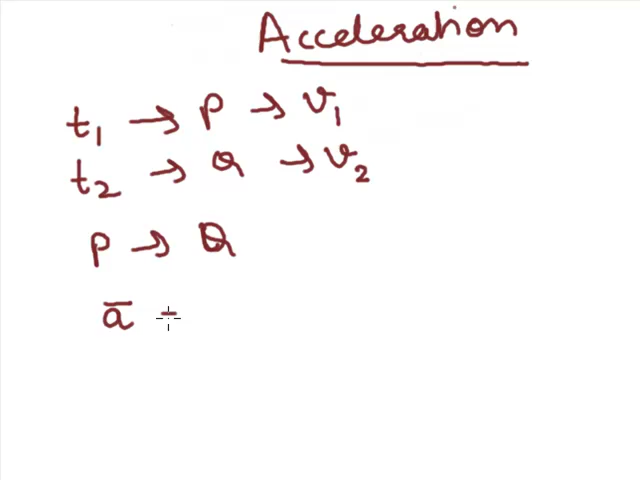 Acceleration
t₁ → P → v₁
t₂ → Q → v₂
P → Q
a̅ -